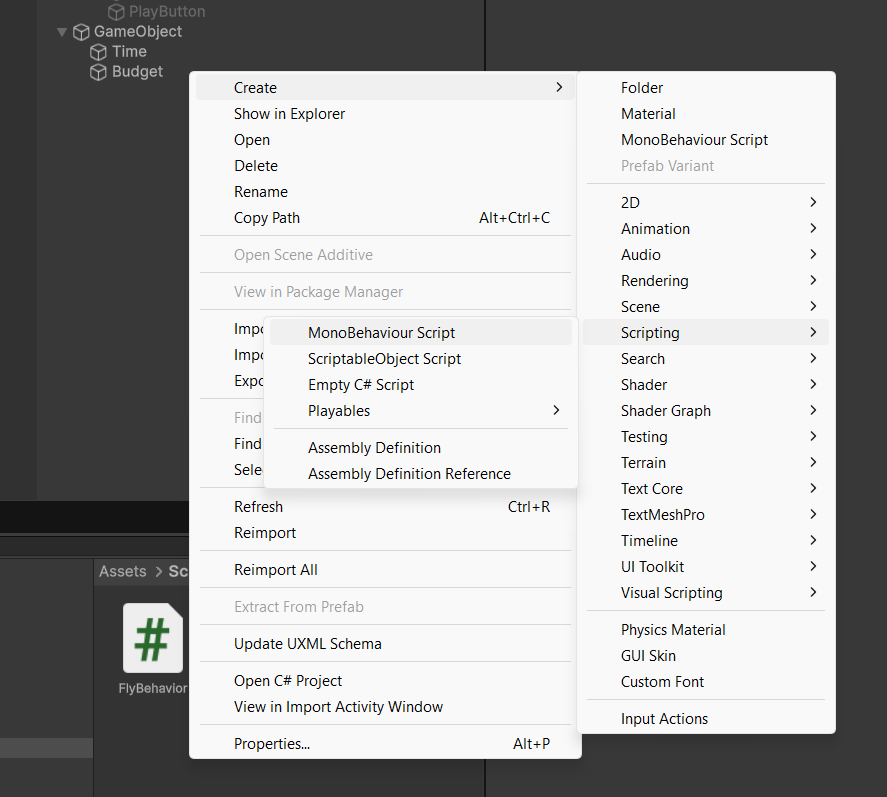 PlayButton
GameObject
Time
Budget
Create
Show in Explorer
Open
Delete
Rename
Copy Path Alt+Ctrl+C
Open Scene Additive
View in Package Manager
Impo
Impo
Expo
Find
Find
Sele
Refresh Ctrl+R
Reimport
Reimport All
Extract From Prefab
Update UXML Schema
Open C# Project
View in Import Activity Window
Properties... Alt+P
MonoBehaviour Script
ScriptableObject Script
Empty C# Script
Playables
Assembly Definition
Assembly Definition Reference
Folder
Material
MonoBehaviour Script
Prefab Variant
2D
Animation
Audio
Rendering
Scene
Scripting
Search
Shader
Shader Graph
Testing
Terrain
Text Core
TextMeshPro
Timeline
UI Toolkit
Visual Scripting
Physics Material
GUI Skin
Custom Font
Input Actions
Assets > Sc
#
FlyBehavior